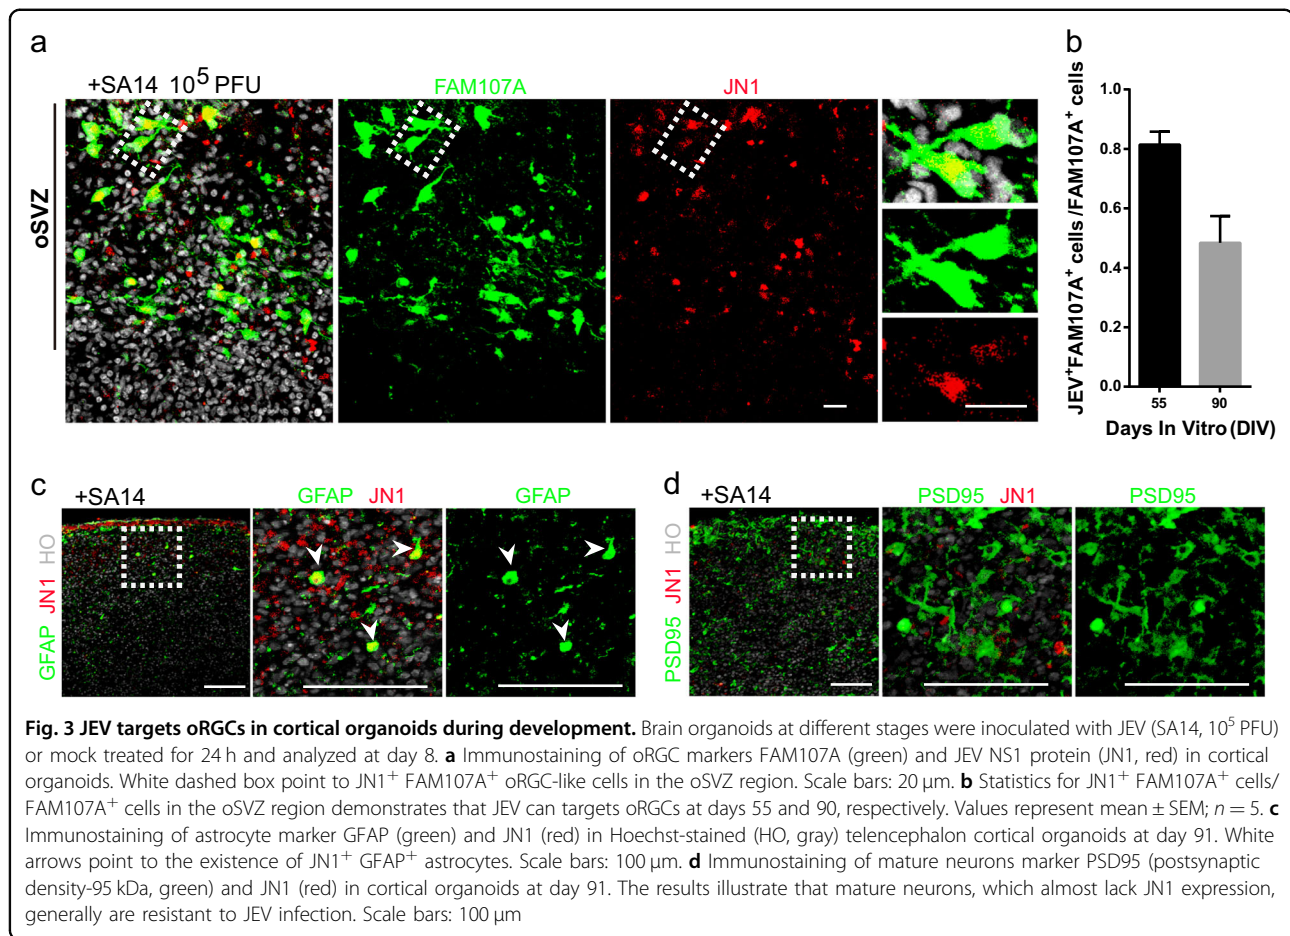 a
+SA14 10⁵ PFU
FAM107A
JN1
oSVZ
b
JEV⁺FAM107A⁺ cells /FAM107A⁺ cells
1.0
0.8
0.6
0.4
0.2
0.0
55
90
Days In Vitro (DIV)
c
+SA14
GFAP JN1
GFAP
GFAP JN1 HO
d
+SA14
PSD95 JN1
PSD95
PSD95 JN1 HO
Fig. 3 JEV targets oRGCs in cortical organoids during development. Brain organoids at different stages were inoculated with JEV (SA14, 10⁵ PFU)
or mock treated for 24 h and analyzed at day 8. a Immunostaining of oRGC markers FAM107A (green) and JEV NS1 protein (JN1, red) in cortical
organoids. White dashed box point to JN1⁺ FAM107A⁺ oRGC-like cells in the oSVZ region. Scale bars: 20 μm. b Statistics for JN1⁺ FAM107A⁺ cells/
FAM107A⁺ cells in the oSVZ region demonstrates that JEV can targets oRGCs at days 55 and 90, respectively. Values represent mean ± SEM; n = 5. c
Immunostaining of astrocyte marker GFAP (green) and JN1 (red) in Hoechst-stained (HO, gray) telencephalon cortical organoids at day 91. White
arrows point to the existence of JN1⁺ GFAP⁺ astrocytes. Scale bars: 100 μm. d Immunostaining of mature neurons marker PSD95 (postsynaptic
density-95 kDa, green) and JN1 (red) in cortical organoids at day 91. The results illustrate that mature neurons, which almost lack JN1 expression,
generally are resistant to JEV infection. Scale bars: 100 μm